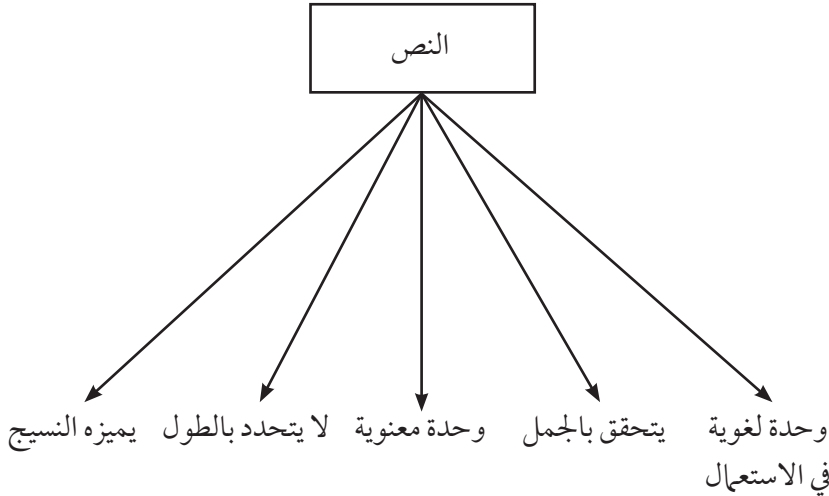 النص
وحدة لغوية
في الاستعمال
يتحقق بالجمل
وحدة معنوية
لا يتحدد بالطول
يميزه النسيج